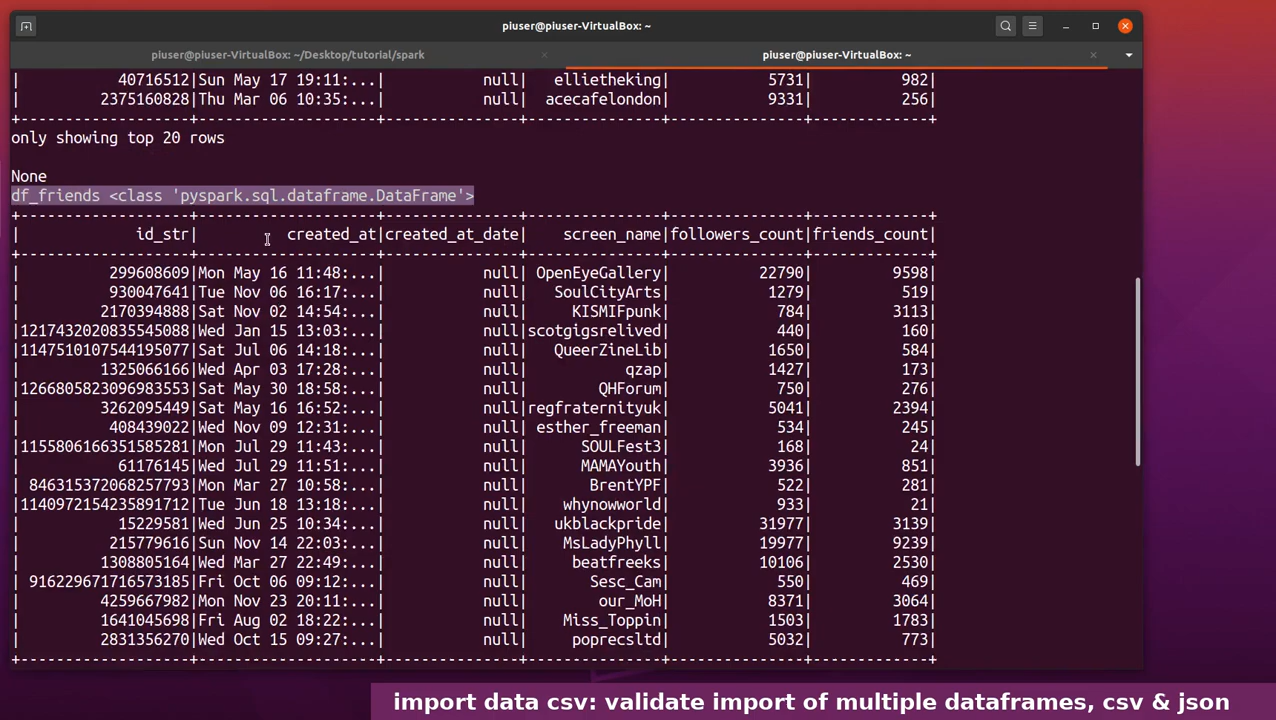 piuser@piuser-VirtualBox: ~
piuser@piuser-VirtualBox: ~/Desktop/tutorial/spark
piuser@piuser-VirtualBox: ~
| 40716512|Sun May 17 19:11:...| null| ellietheking| 5731| 982|
| 2375160828|Thu Mar 06 10:35:...| null| acecafelondon| 9331| 256|
+-------------------+--------------------+---------------+---------------+---------------+-------------+
only showing top 20 rows
None
df_friends <class 'pyspark.sql.dataframe.DataFrame'>
+-------------------+--------------------+---------------+---------------+---------------+-------------+
| id_str| created_at|created_at_date| screen_name|followers_count|friends_count|
+-------------------+--------------------+---------------+---------------+---------------+-------------+
| 299608609|Mon May 16 11:48:...| null| OpenEyeGallery| 22790| 9598|
| 930047641|Tue Nov 06 16:17:...| null| SoulCityArts| 1279| 519|
| 2170394888|Sat Nov 02 14:54:...| null| KISMIFpunk| 784| 3113|
|1217432020835545088|Wed Jan 15 13:03:...| null|scotgigsrelived| 440| 160|
|1147510107544195077|Sat Jul 06 14:18:...| null| QueerZineLib| 1650| 584|
| 1325066166|Wed Apr 03 17:28:...| null| qzap| 1427| 173|
|1266805823096983553|Sat May 30 18:58:...| null| QHForum| 750| 276|
| 3262095449|Sat May 16 16:52:...| null|regfraternityuk| 5041| 2394|
| 408439022|Wed Nov 09 12:31:...| null| esther_freeman| 534| 245|
|1155806166351585281|Mon Jul 29 11:43:...| null| SOULFest3| 168| 24|
| 61176145|Wed Jul 29 11:51:...| null| MAMAYouth| 3936| 851|
| 846315372068257793|Mon Mar 27 10:58:...| null| BrentYPF| 522| 281|
|1140972154235891712|Tue Jun 18 13:18:...| null| whynowworld| 933| 21|
| 15229581|Wed Jun 25 10:34:...| null| ukblackpride| 31977| 3139|
| 215779616|Sun Nov 14 22:03:...| null| MsLadyPhyll| 19977| 9239|
| 1308805164|Wed Mar 27 22:49:...| null| beatfreeks| 10106| 2530|
| 916229671716573185|Fri Oct 06 09:12:...| null| Sesc_Cam| 550| 469|
| 4259667982|Mon Nov 23 20:11:...| null| our_MoH| 8371| 3064|
| 1641045698|Fri Aug 02 18:22:...| null| Miss_Toppin| 1503| 1783|
| 2831356270|Wed Oct 15 09:27:...| null| poprecsltd| 5032| 773|
+-------------------+--------------------+---------------+---------------+---------------+-------------+
import data csv: validate import of multiple dataframes, csv & json